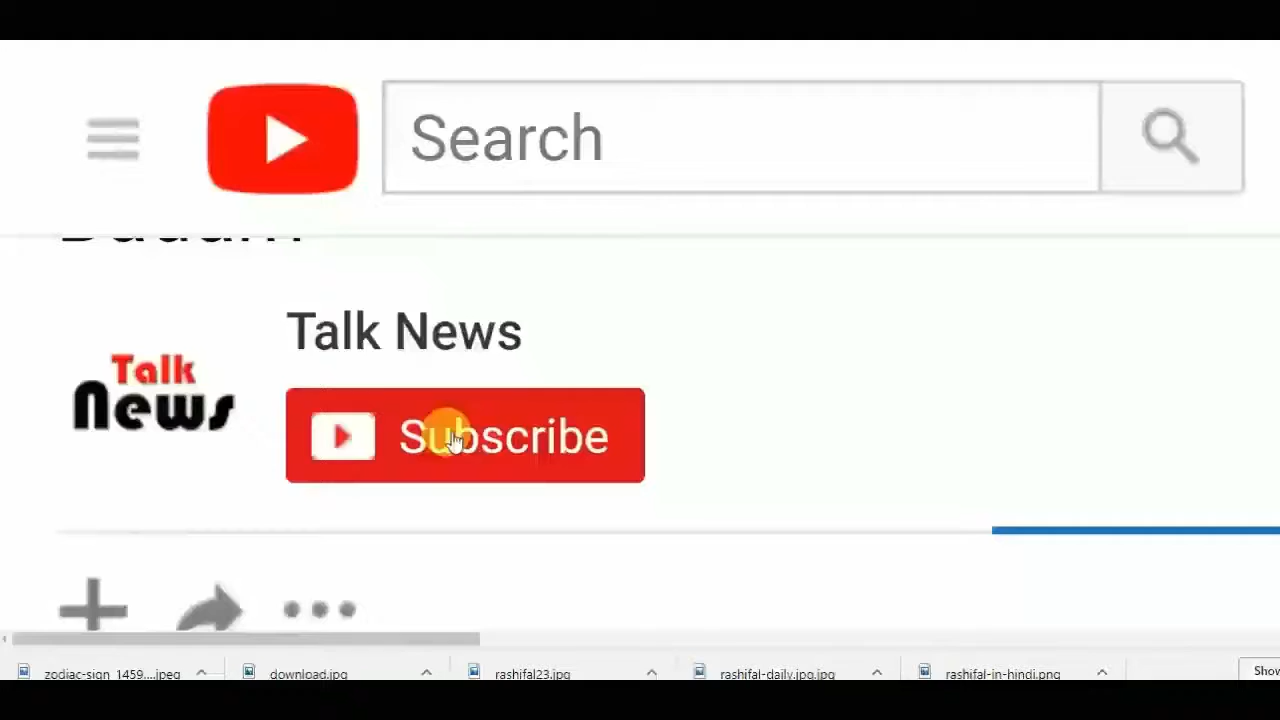 Search
Talk News
Talk
News
Subscribe
zodiac-sign_1459....jpeg
download.jpg
rashifal23.jpg
rashifal-daily.jpg.jpg
rashifal-in-hindi.png
Show